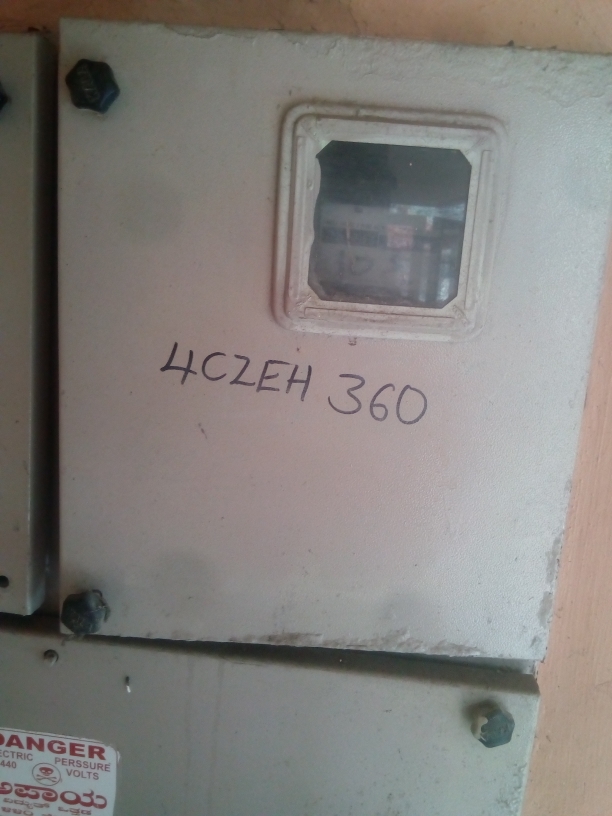 4CZEH 360
DANGER
ECTRIC PERSSURE
440 VOLTS
ಅಪಾಯ